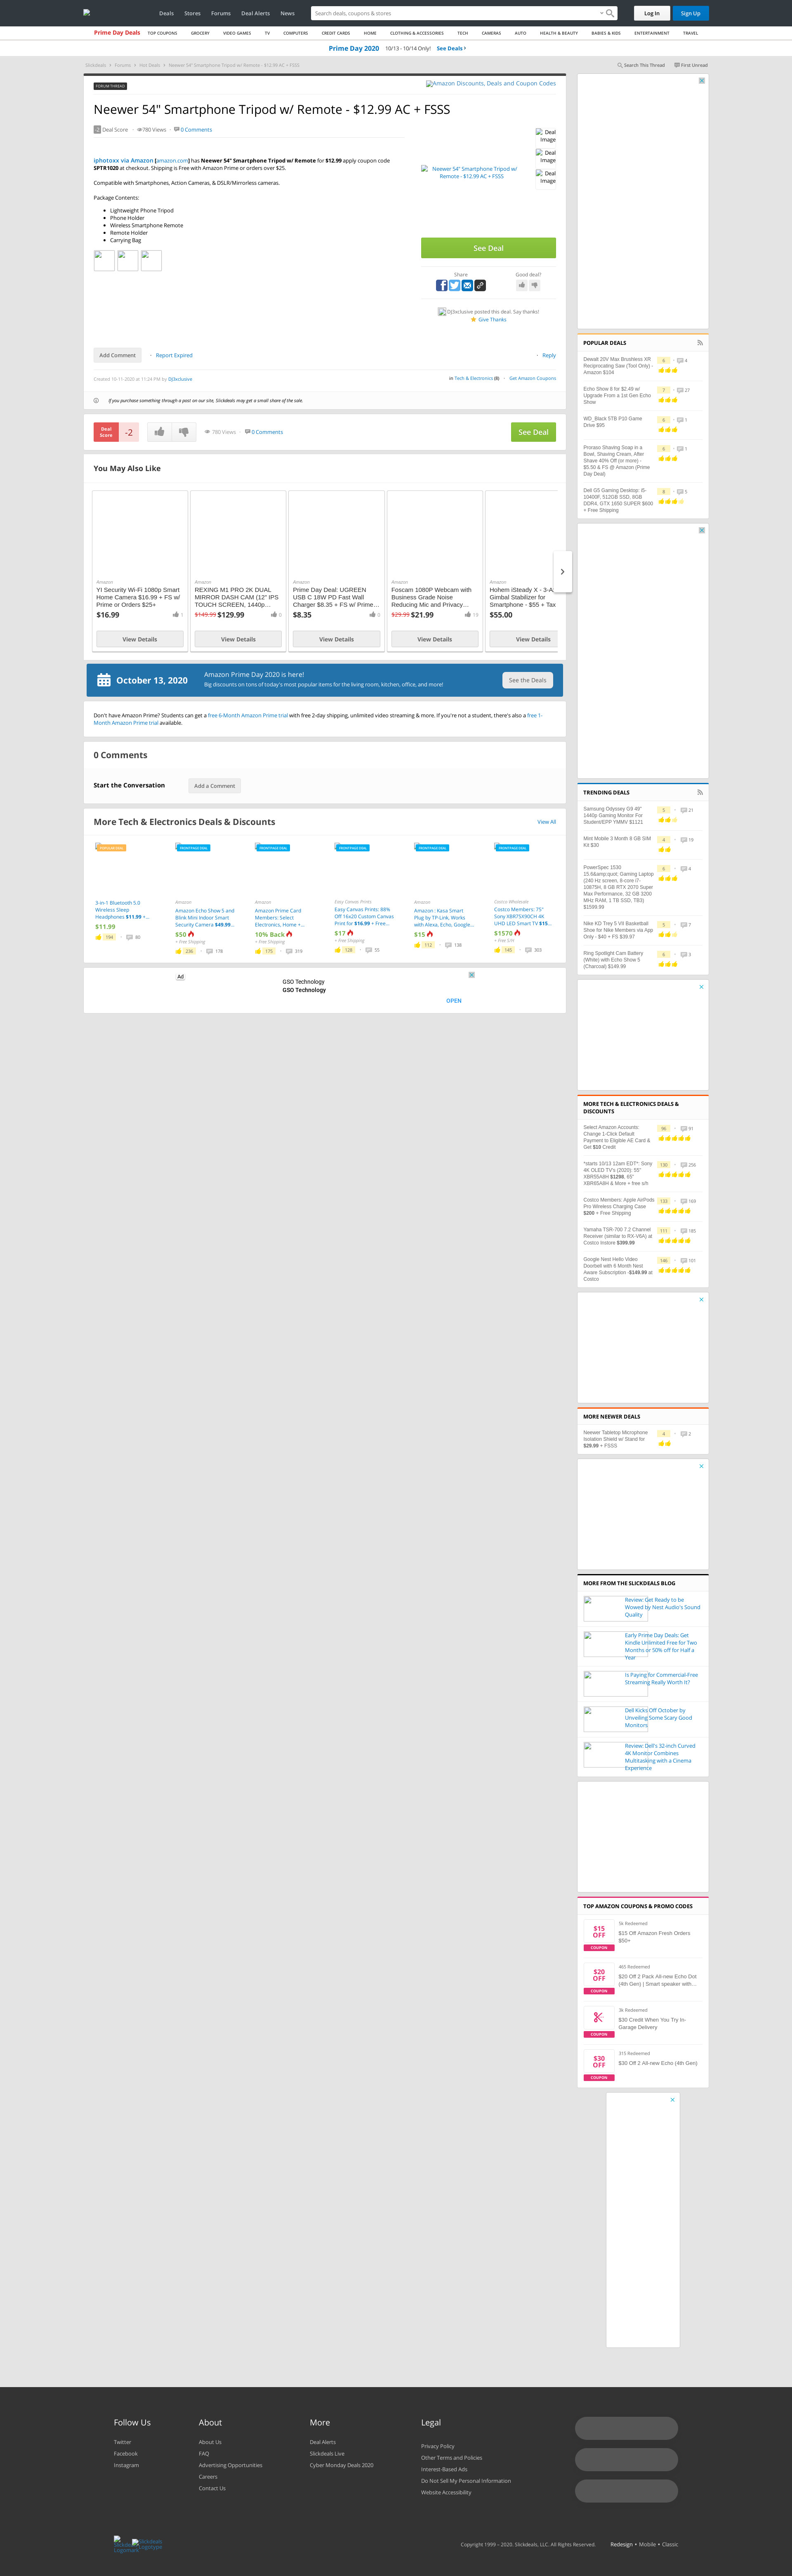 Deals
Stores
Forums
Deal Alerts
News
Search deals, coupons & stores
Log In
Sign Up
Prime Day Deals
TOP COUPONS
GROCERY
VIDEO GAMES
TV
COMPUTERS
CREDIT CARDS
HOME
CLOTHING & ACCESSORIES
TECH
CAMERAS
AUTO
HEALTH & BEAUTY
BABIES & KIDS
ENTERTAINMENT
TRAVEL
Prime Day 2020 10/13 - 10/14 Only! See Deals
Slickdeals > Forums > Hot Deals > Neewer 54" Smartphone Tripod w/ Remote - $12.99 AC + FSSS
Search This Thread
First Unread
FORUM THREAD
Amazon Discounts, Deals and Coupon Codes
Neewer 54" Smartphone Tripod w/ Remote - $12.99 AC + FSSS
-2 Deal Score 780 Views 0 Comments
iphotoxx via Amazon [amazon.com] has Neewer 54" Smartphone Tripod w/ Remote for $12.99 apply coupon code
SPTR1020 at checkout. Shipping is Free with Amazon Prime or orders over $25.
Compatible with Smartphones, Action Cameras, & DSLR/Mirrorless cameras.
Package Contents:
Lightweight Phone Tripod
Phone Holder
Wireless Smartphone Remote
Remote Holder
Carrying Bag
Neewer 54" Smartphone Tripod w/
Remote - $12.99 AC + FSSS
Deal
Image
Deal
Image
Deal
Image
See Deal
Share
Good deal?
DJ3xclusive posted this deal. Say thanks!
Give Thanks
Add Comment
Report Expired
Reply
Created 10-11-2020 at 11:24 PM by DJ3xclusive
in Tech & Electronics (6)
Get Amazon Coupons
If you purchase something through a post on our site, Slickdeals may get a small share of the sale.
Deal
Score
-2
780 Views
0 Comments
See Deal
You May Also Like
Amazon
YI Security Wi-Fi 1080p Smart
Home Camera $16.99 + FS w/
Prime or Orders $25+
$16.99
1
View Details
Amazon
REXING M1 PRO 2K DUAL
MIRROR DASH CAM (12" IPS
TOUCH SCREEN, 1440p…
$149.99 $129.99
0
View Details
Amazon
Prime Day Deal: UGREEN
USB C 18W PD Fast Wall
Charger $8.35 + FS w/ Prime…
$8.35
0
View Details
Amazon
Foscam 1080P Webcam with
Business Grade Noise
Reducing Mic and Privacy…
$29.99 $21.99
19
View Details
Amazon
Hohem iSteady X - 3-Ax
Gimbal Stabilizer for
Smartphone - $55 + Tax
$55.00
View Details
October 13, 2020
Amazon Prime Day 2020 is here!
Big discounts on tons of today's most popular items for the living room, kitchen, office, and more!
See the Deals
Don't have Amazon Prime? Students can get a free 6-Month Amazon Prime trial with free 2-day shipping, unlimited video streaming & more. If you're not a student, there's also a free 1-
Month Amazon Prime trial available.
0 Comments
Start the Conversation
Add a Comment
More Tech & Electronics Deals & Discounts
View All
POPULAR DEAL
3-in-1 Bluetooth 5.0
Wireless Sleep
Headphones $11.99 +…
$11.99
104
80
FRONTPAGE DEAL
Amazon
Amazon Echo Show 5 and
Blink Mini Indoor Smart
Security Camera $49.99…
$50
+ Free Shipping
236
178
FRONTPAGE DEAL
Amazon
Amazon Prime Card
Members: Select
Electronics, Home +…
10% Back
+ Free Shipping
175
319
FRONTPAGE DEAL
Easy Canvas Prints
Easy Canvas Prints: 88%
Off 16x20 Custom Canvas
Print for $16.99 + Free…
$17
+ Free Shipping
128
55
FRONTPAGE DEAL
Amazon
Amazon : Kasa Smart
Plug by TP-Link, Works
with Alexa, Echo, Google…
$15
112
138
FRONTPAGE DEAL
Costco Wholesale
Costco Members: 75"
Sony XBR75X90CH 4K
UHD LED Smart TV $15…
$1570
+ Free S/H
145
363
Ad
GSO Technology
GSO Technology
OPEN
POPULAR DEALS
Dewalt 20V Max Brushless XR
Reciprocating Saw (Tool Only) -
Amazon $104
6
4
Echo Show 8 for $2.49 w/
Upgrade From a 1st Gen Echo
Show
7
27
WD_Black 5TB P10 Game
Drive $95
6
1
Proraso Shaving Soap in a
Bowl, Shaving Cream, After
Shave 40% Off (or more) -
$5.50 & FS @ Amazon (Prime
Day Deal)
6
1
Dell G5 Gaming Desktop: i5-
10400F, 512GB SSD, 8GB
DDR4, GTX 1650 SUPER $600
+ Free Shipping
8
5
TRENDING DEALS
Samsung Odyssey G9 49"
1440p Gaming Monitor For
Student/EPP YMMV $1121
5
21
Mint Mobile 3 Month 8 GB SIM
Kit $30
4
19
PowerSpec 1530
15.6&amp;quot; Gaming Laptop
(240 Hz screen, 8-core i7-
10875H, 8 GB RTX 2070 Super
Max Performance, 32 GB 3200
MHz RAM, 1 TB SSD, TB3)
$1599.99
6
4
Nike KD Trey 5 VII Basketball
Shoe for Nike Members via App
Only - $40 + FS $39.97
5
7
Ring Spotlight Cam Battery
(White) with Echo Show 5
(Charcoal) $149.99
6
3
MORE TECH & ELECTRONICS DEALS &
DISCOUNTS
Select Amazon Accounts:
Change 1-Click Default
Payment to Eligible AE Card &
Get $10 Credit
96
91
*starts 10/13 12am EDT*: Sony
4K OLED TV's (2020): 55"
XBR55A8H $1298, 65"
XBR65A8H & More + free s/h
130
256
Costco Members: Apple AirPods
Pro Wireless Charging Case
$200 + Free Shipping
133
169
Yamaha TSR-700 7.2 Channel
Receiver (similar to RX-V6A) at
Costco Instore $399.99
111
185
Google Nest Hello Video
Doorbell with 6 Month Nest
Aware Subscription -$149.99 at
Costco
146
101
MORE NEEWER DEALS
Neewer Tabletop Microphone
Isolation Shield w/ Stand for
$29.99 + FSSS
4
2
MORE FROM THE SLICKDEALS BLOG
Review: Get Ready to be
Wowed by Nest Audio's Sound
Quality
Early Prime Day Deals: Get
Kindle Unlimited Free for Two
Months or 50% off for Half a
Year
Is Paying for Commercial-Free
Streaming Really Worth It?
Dell Kicks Off October by
Unveiling Some Scary Good
Monitors
Review: Dell's 32-inch Curved
4K Monitor Combines
Multitasking with a Cinema
Experience
TOP AMAZON COUPONS & PROMO CODES
$15
OFF
COUPON
5k Redeemed
$15 Off Amazon Fresh Orders
$50+
$20
OFF
COUPON
465 Redeemed
$20 Off 2 Pack All-new Echo Dot
(4th Gen) | Smart speaker with…
COUPON
3k Redeemed
$30 Credit When You Try In-
Garage Delivery
$30
OFF
COUPON
315 Redeemed
$30 Off 2 All-new Echo (4th Gen)
Follow Us
Twitter
Facebook
Instagram
About
About Us
FAQ
Advertising Opportunities
Careers
Contact Us
More
Deal Alerts
Slickdeals Live
Cyber Monday Deals 2020
Legal
Privacy Policy
Other Terms and Policies
Interest-Based Ads
Do Not Sell My Personal Information
Website Accessibility
Slickdeals
Logomark
Slickdeals
Logotype
Copyright 1999 - 2020. Slickdeals, LLC. All Rights Reserved.
Redesign • Mobile • Classic